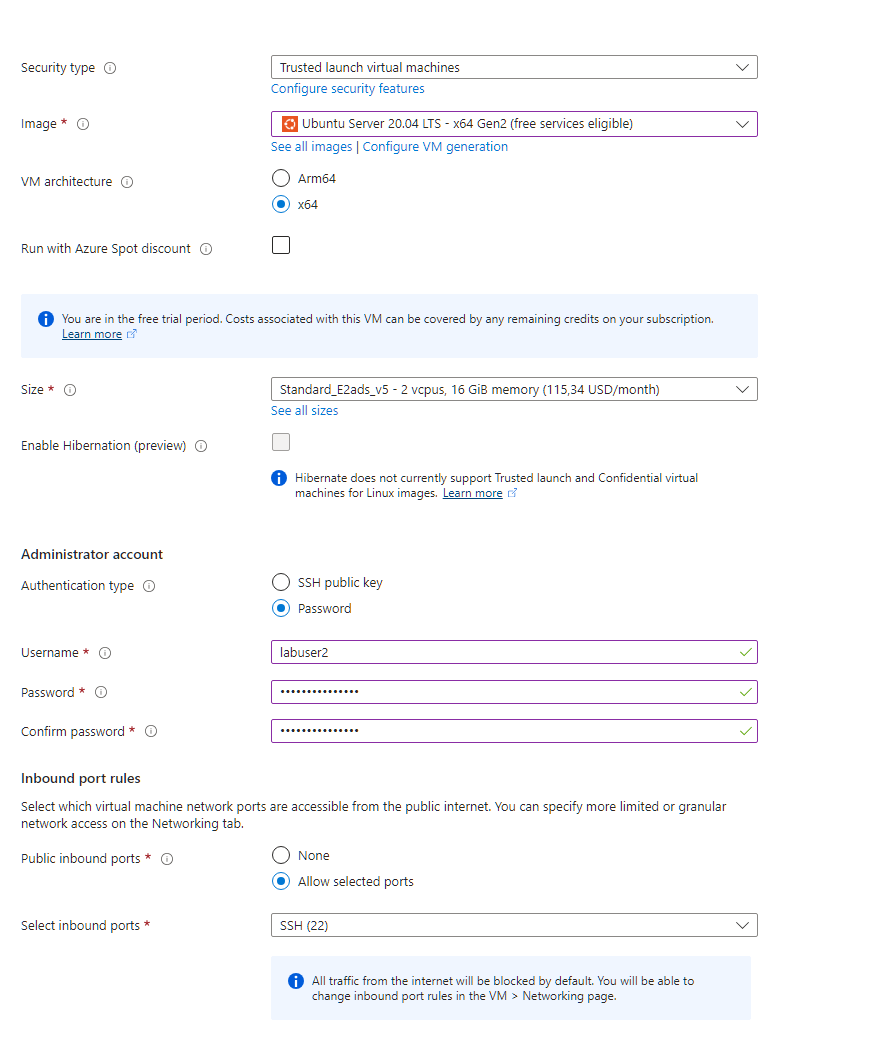 Security type
Trusted launch virtual machines
Configure security features
Image *
Ubuntu Server 20.04 LTS - x64 Gen2 (free services eligible)
See all images | Configure VM generation
VM architecture
Arm64
x64
Run with Azure Spot discount
You are in the free trial period. Costs associated with this VM can be covered by any remaining credits on your subscription.
Learn more
Size *
Standard_E2ads_v5 - 2 vcpus, 16 GiB memory (115,34 USD/month)
See all sizes
Enable Hibernation (preview)
Hibernate does not currently support Trusted launch and Confidential virtual
machines for Linux images. Learn more
Administrator account
Authentication type
SSH public key
Password
Username *
labuser2
Password *
•••••••••••••••
Confirm password *
•••••••••••••••
Inbound port rules
Select which virtual machine network ports are accessible from the public internet. You can specify more limited or granular
network access on the Networking tab.
Public inbound ports *
None
Allow selected ports
Select inbound ports *
SSH (22)
All traffic from the internet will be blocked by default. You will be able to
change inbound port rules in the VM > Networking page.